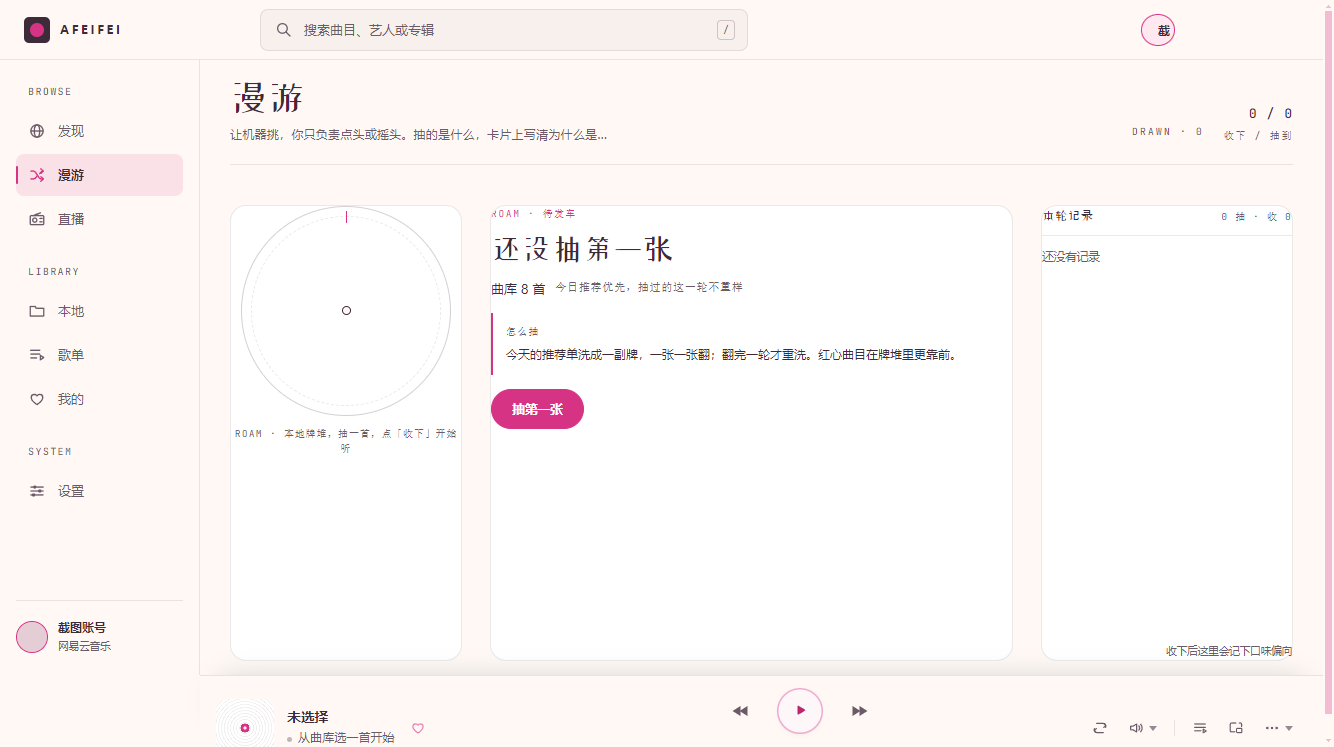 AFEIFEI
搜索曲目、艺人或专辑
/
截
BROWSE
发现
漫游
直播
LIBRARY
本地
歌单
我的
SYSTEM
设置
截图账号
网易云音乐
漫游
让机器挑，你只负责点头或摇头。抽的是什么，卡片上写清为什么是…
DRAWN · 0
0 / 0
收下 / 抽到
ROAM · 本地牌堆，抽一首，点「收下」开始
听
ROAM · 待发车
还没抽第一张
曲库 8 首 今日推荐优先，抽过的这一轮不重样
怎么抽
今天的推荐单洗成一副牌，一张一张翻；翻完一轮才重洗。红心曲目在牌堆里更靠前。
抽第一张
本轮记录
0 抽 · 收 0
还没有记录
收下后这里会记下口味偏向
未选择
从曲库选一首开始